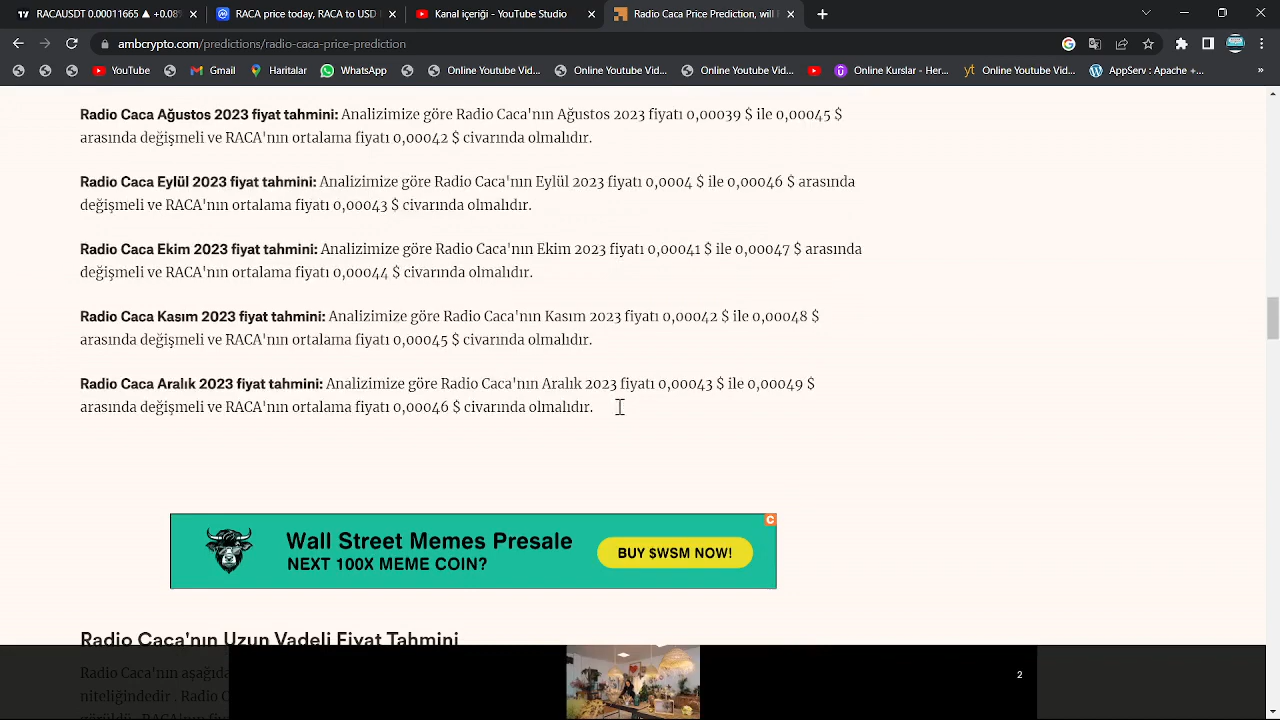 RACAUSDT 0.0001665 ▲ +0.08
RACA price today, RACA to USD
Kanal içeriği - YouTube Studio
Radio Caca Price Prediction, will
ambcrypto.com/predictions/radio-caca-price-prediction
YouTube
Gmail
Haritalar
WhatsApp
Online Youtube Vid...
Online Youtube Vid...
Online Youtube Vid...
Online Kurslar - Her...
Online Youtube Vid...
AppServ : Apache +...
»
Radio Caca Ağustos 2023 fiyat tahmini: Analizimize göre Radio Caca'nın Ağustos 2023 fiyatı 0,00039 $ ile 0,00045 $
arasında değişmeli ve RACA'nın ortalama fiyatı 0,00042 $ civarında olmalıdır.
Radio Caca Eylül 2023 fiyat tahmini: Analizimize göre Radio Caca'nın Eylül 2023 fiyatı 0,0004 $ ile 0,00046 $ arasında
değişmeli ve RACA'nın ortalama fiyatı 0,00043 $ civarında olmalıdır.
Radio Caca Ekim 2023 fiyat tahmini: Analizimize göre Radio Caca'nın Ekim 2023 fiyatı 0,00041 $ ile 0,00047 $ arasında
değişmeli ve RACA'nın ortalama fiyatı 0,00044 $ civarında olmalıdır.
Radio Caca Kasım 2023 fiyat tahmini: Analizimize göre Radio Caca'nın Kasım 2023 fiyatı 0,00042 $ ile 0,00048 $
arasında değişmeli ve RACA'nın ortalama fiyatı 0,00045 $ civarında olmalıdır.
Radio Caca Aralık 2023 fiyat tahmini: Analizimize göre Radio Caca'nın Aralık 2023 fiyatı 0,00043 $ ile 0,00049 $
arasında değişmeli ve RACA'nın ortalama fiyatı 0,00046 $ civarında olmalıdır.
Wall Street Memes Presale
NEXT 100X MEME COIN?
BUY $WSM NOW!
Radio Caca'nın Uzun Vadeli Fiyat Tahmini
Radio Caca'nın aşağıda
niteliğindedir . Radio C
2